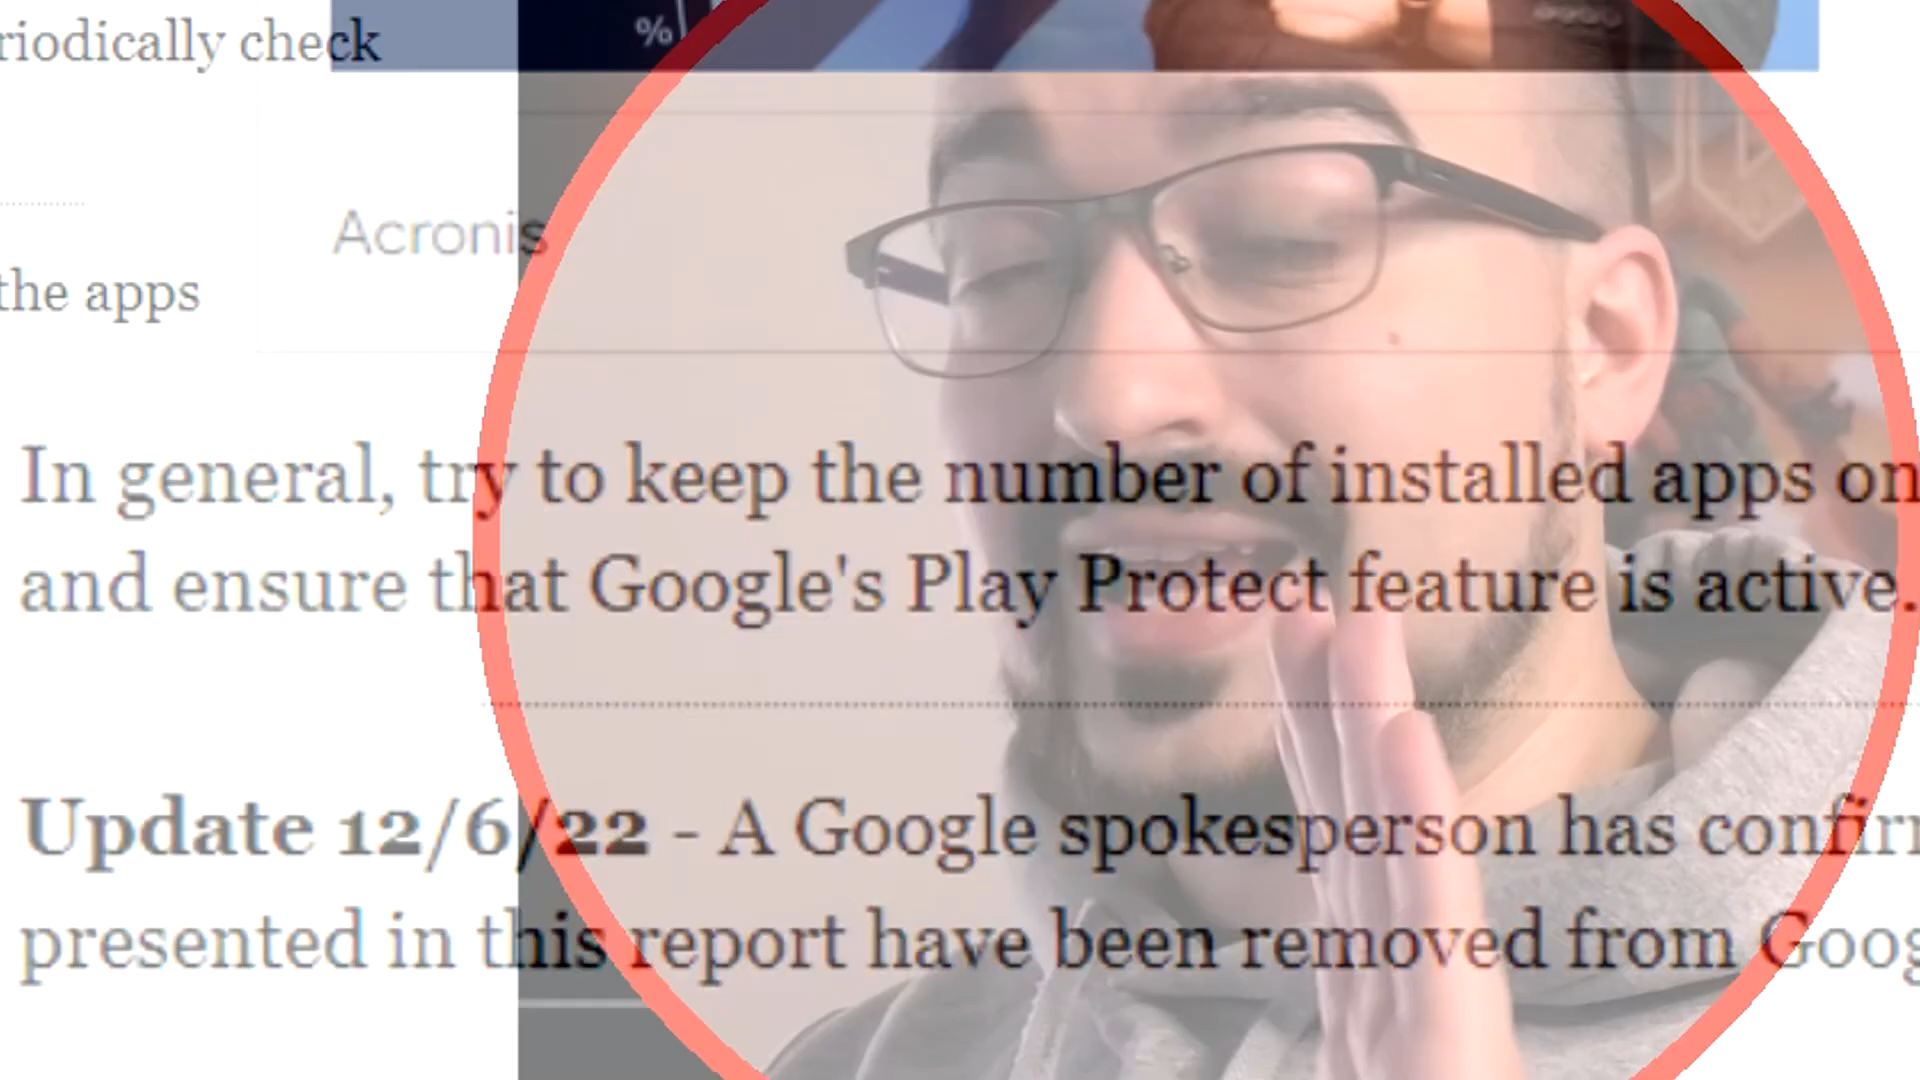 %
riodically check
Acronis
the apps
In general, try to keep the number of installed apps on
and ensure that Google's Play Protect feature is active.
Update 12/6/22 - A Google spokesperson has confir
presented in this report have been removed from Goog